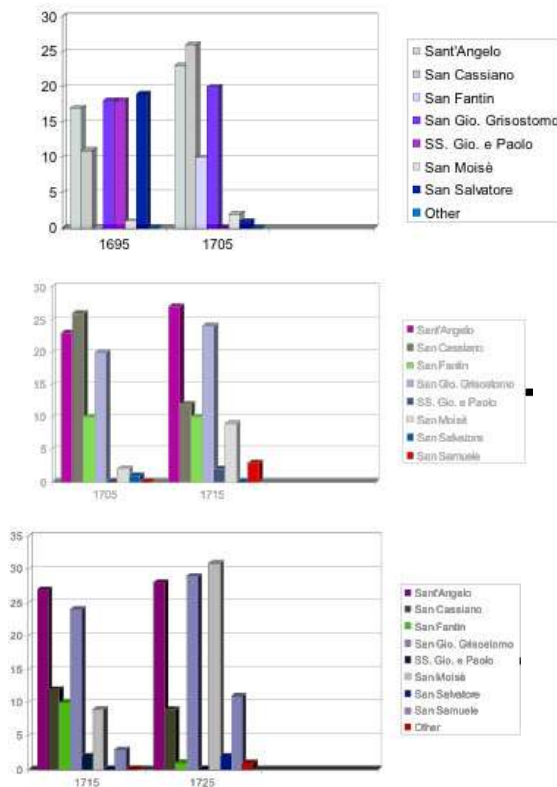 30
25
20
15
10
5
0
1695 1705
Sant'Angelo
San Cassiano
San Fantin
San Gio. Grisostomo
SS. Gio. e Paolo
San Moisè
San Salvatore
Other
30
25
20
15
10
5
0
1705 1715
Sant'Angelo
San Cassiano
San Fantin
San Gio. Grisostomo
SS. Gio. e Paolo
San Moisè
San Salvatore
San Samuele
35
30
25
20
15
10
5
0
1715 1725
Sant'Angelo
San Cassiano
San Fantin
San Gio. Grisostomo
SS. Gio. e Paolo
San Moisè
San Salvatore
San Samuele
Other